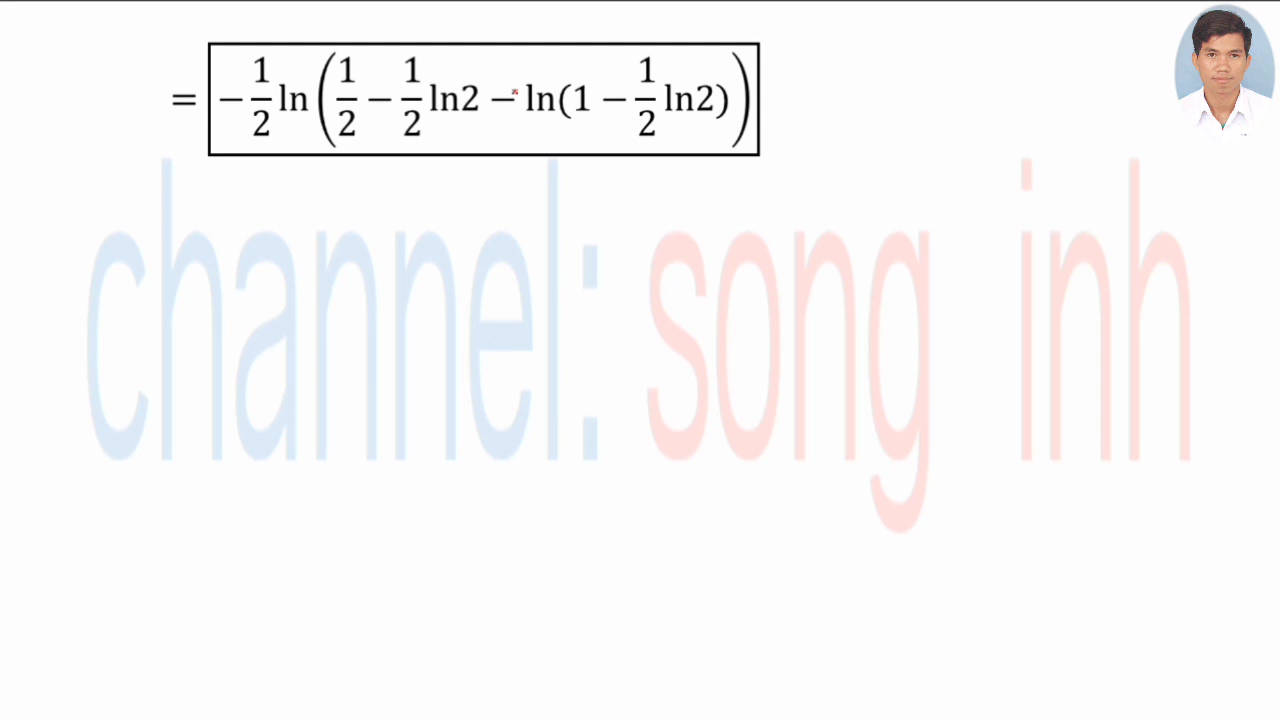 = -1/2 ln(1/2 - 1/2 ln2 - ln(1 - 1/2 ln2))
channel: song inh